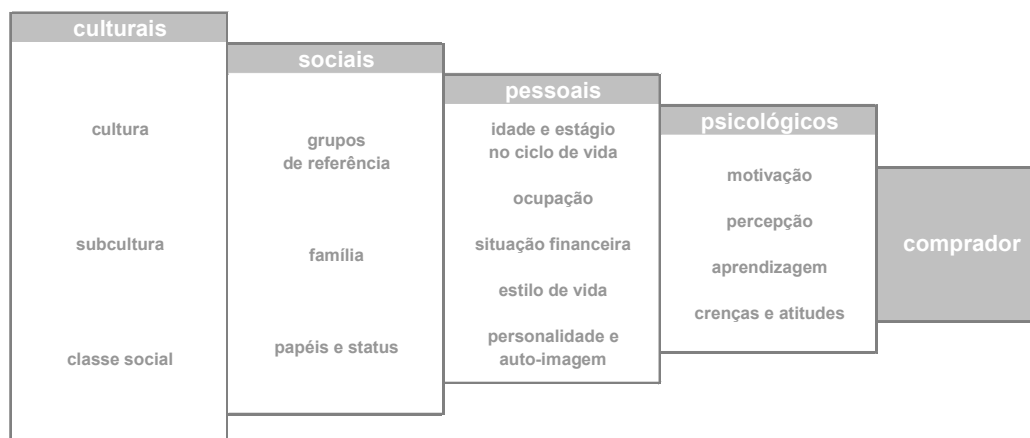 culturais
cultura
subcultura
classe social
sociais
grupos
de referência
família
papéis e status
pessoais
idade e estágio
no ciclo de vida
ocupação
situação financeira
estilo de vida
personalidade e
auto-imagem
psicológicos
motivação
percepção
aprendizagem
crenças e atitudes
comprador